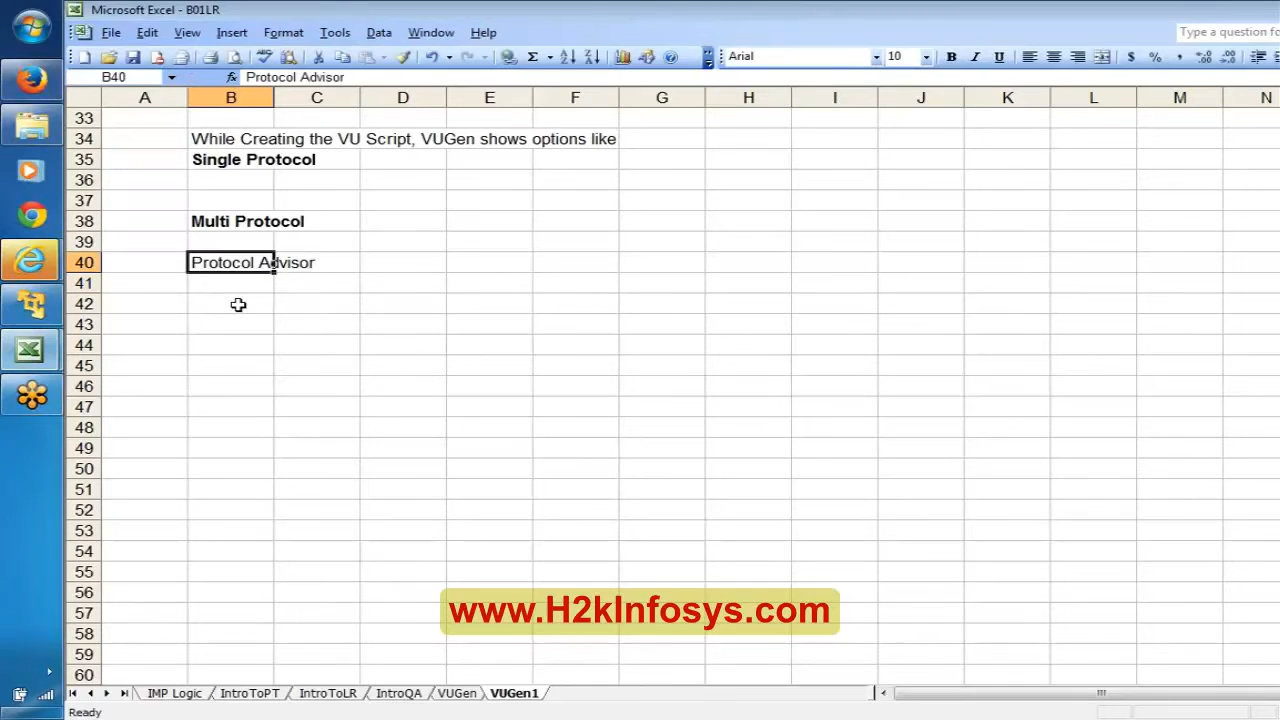 Microsoft Excel - B01LR
File Edit View Insert Format Tools Data Window Help
Type a question fo
Arial 10 B I U $ % ,
B40 fx Protocol Advisor
A B C D E F G H I J K L M N
33
34 While Creating the VU Script, VUGen shows options like
35 Single Protocol
36
37
38 Multi Protocol
39
40 Protocol Advisor
41
42
43
44
45
46
47
48
49
50
51
52
53
54
55
56
57
58
59
60
www.H2kInfosys.com
IMP Logic IntroToPT IntroToLR IntroQA VUGen VUGen1
Ready